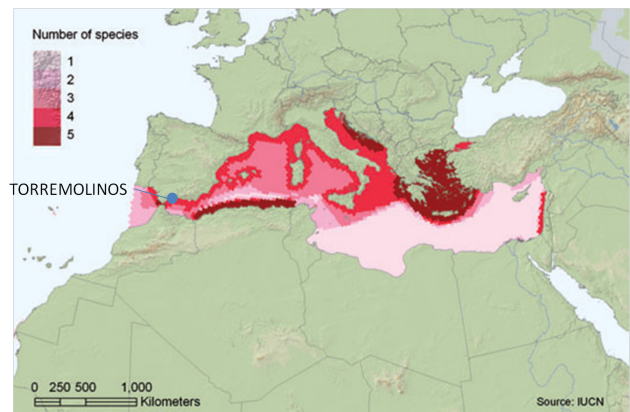 Number of species
1
2
3
4
5
TORREMOLINOS
0 250 500 1,000
Kilometers
Source: IUCN